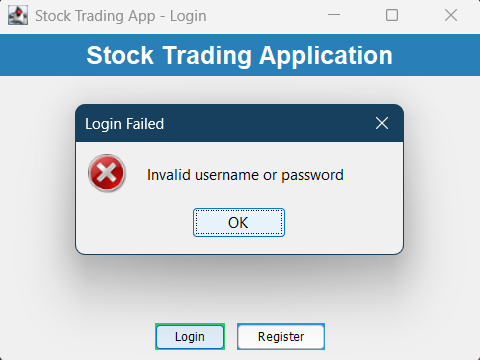 Stock Trading App - Login
Stock Trading Application
Login Failed
Invalid username or password
OK
Login
Register